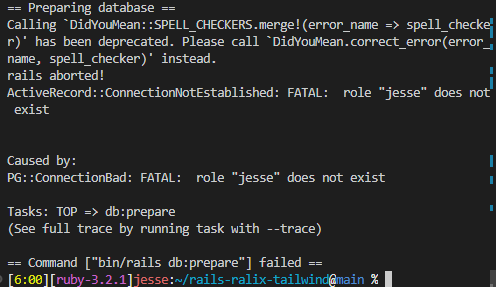 == Preparing database ==
Calling `DidYouMean::SPELL_CHECKERS.merge!(error_name => spell_checke
r)' has been deprecated. Please call `DidYouMean.correct_error(error_
name, spell_checker)' instead.
rails aborted!
ActiveRecord::ConnectionNotEstablished: FATAL:  role "jesse" does not
 exist
Caused by:
PG::ConnectionBad: FATAL:  role "jesse" does not exist
Tasks: TOP => db:prepare
(See full trace by running task with --trace)
== Command ["bin/rails db:prepare"] failed ==
[6:00][ruby-3.2.1]jesse:~/rails-ralix-tailwind@main %